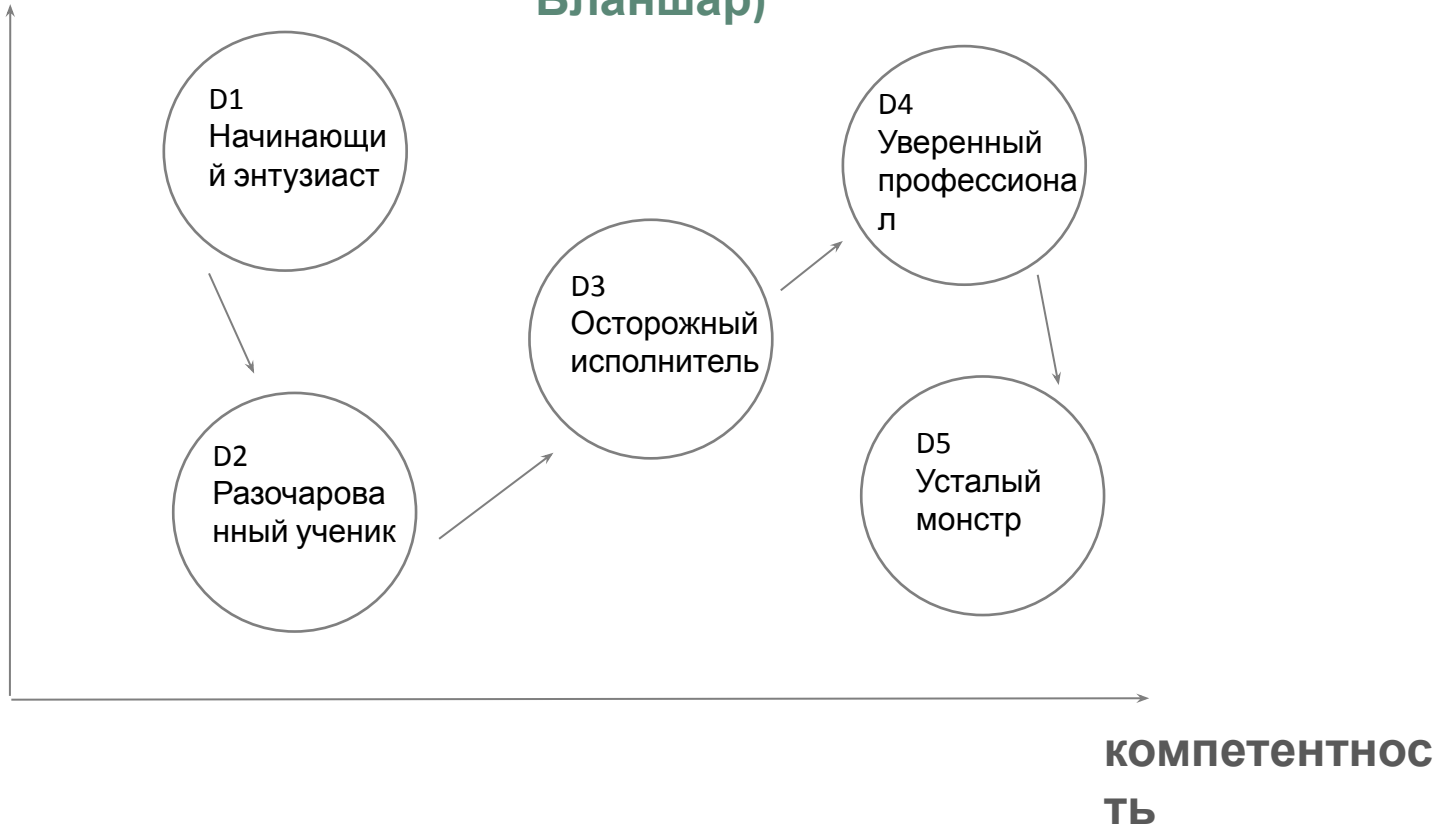 Бланшар)
D1
Начинающи
й энтузиаст
D4
Уверенный
профессиона
л
D3
Осторожный
исполнитель
D2
Разочарова
нный ученик
D5
Усталый
монстр
компетентнос
ть